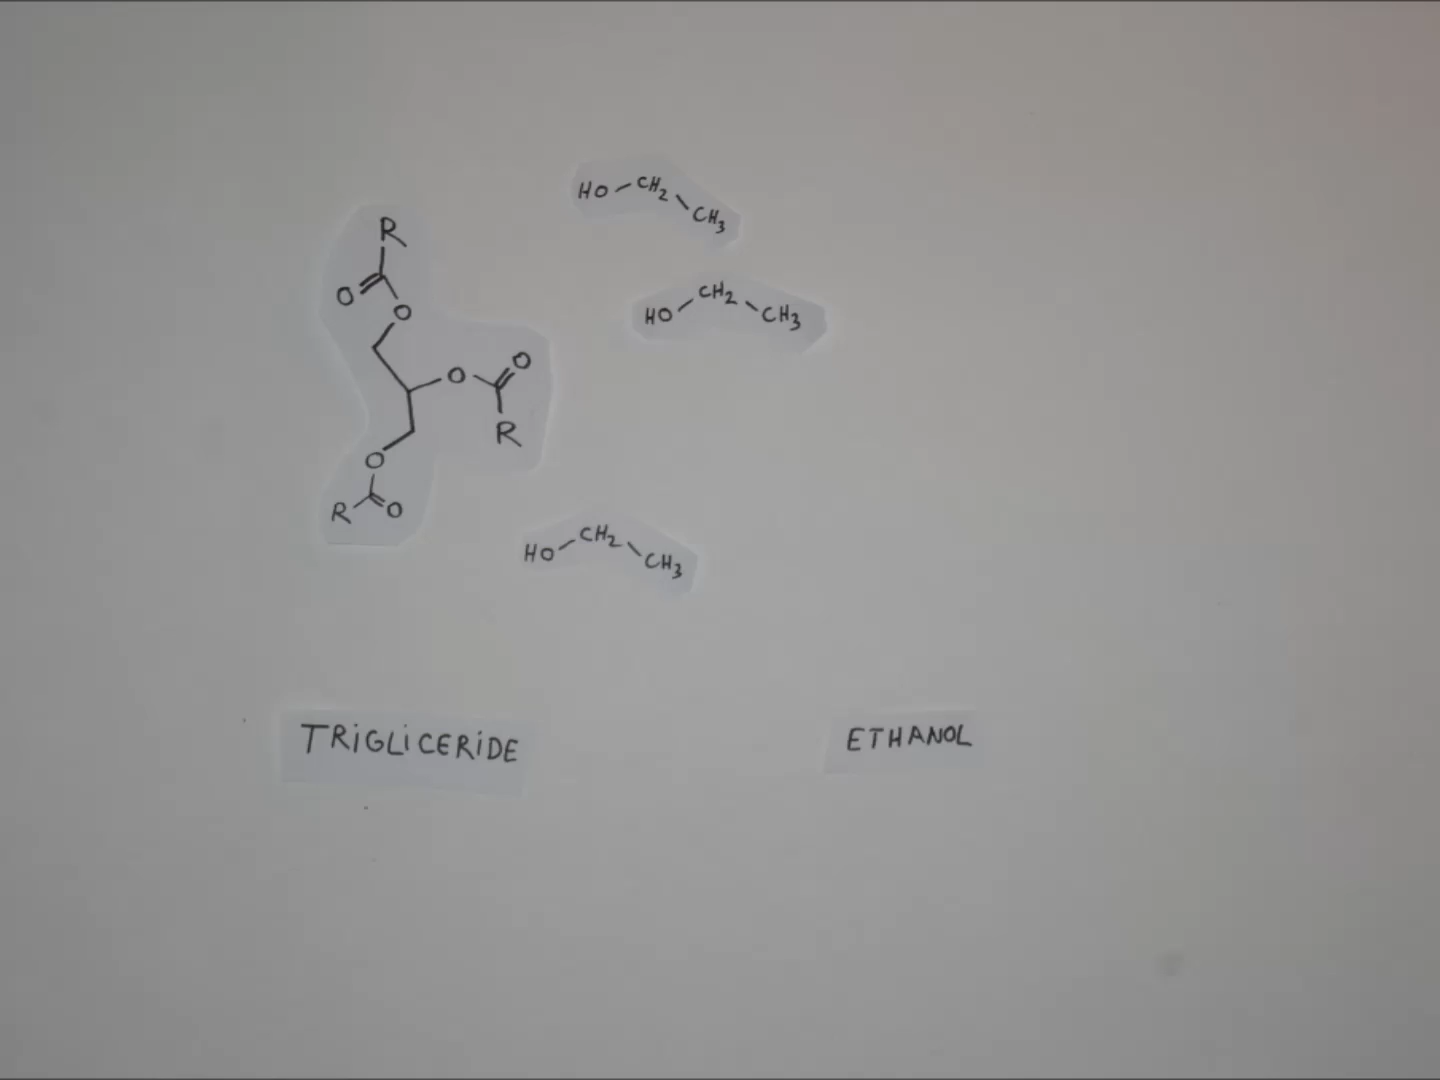 HO CH2 CH3
R
O
O
HO CH2 CH3
O O
R
O
R O
HO CH2 CH3
TRiGLiCERiDE
ETHANOL